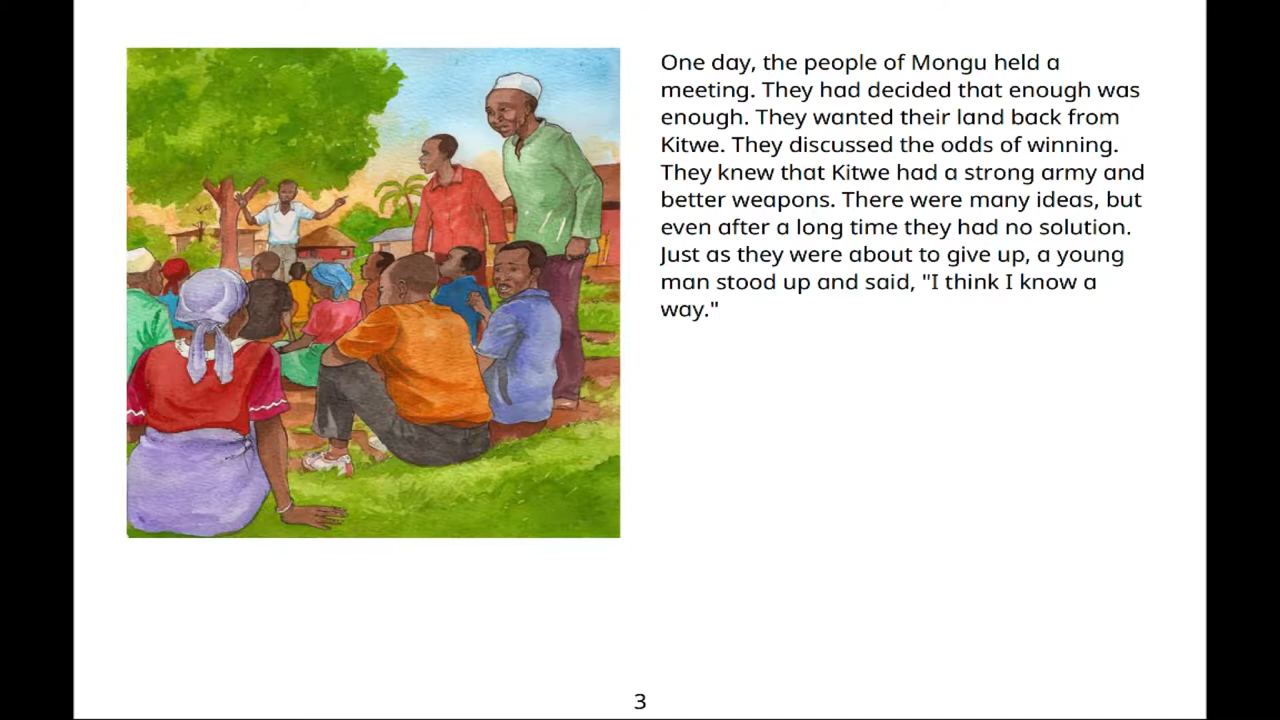 One day, the people of Mongu held a
meeting. They had decided that enough was
enough. They wanted their land back from
Kitwe. They discussed the odds of winning.
They knew that Kitwe had a strong army and
better weapons. There were many ideas, but
even after a long time they had no solution.
Just as they were about to give up, a young
man stood up and said, "I think I know a
way."
3